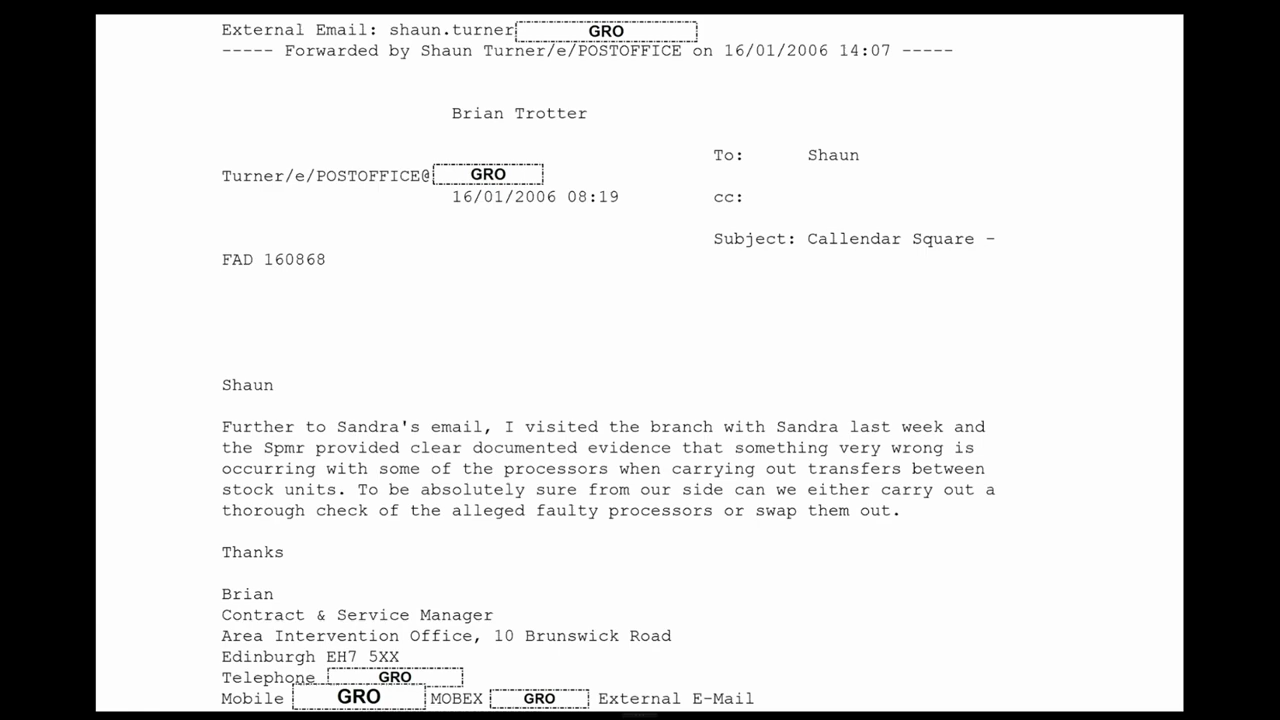 External Email: shaun.turner GRO
----- Forwarded by Shaun Turner/e/POSTOFFICE on 16/01/2006 14:07 -----
Brian Trotter
To: Shaun
Turner/e/POSTOFFICE@ GRO
16/01/2006 08:19 cc:
Subject: Callendar Square -
FAD 160868
Shaun
Further to Sandra's email, I visited the branch with Sandra last week and
the Spmr provided clear documented evidence that something very wrong is
occurring with some of the processors when carrying out transfers between
stock units. To be absolutely sure from our side can we either carry out a
thorough check of the alleged faulty processors or swap them out.
Thanks
Brian
Contract & Service Manager
Area Intervention Office, 10 Brunswick Road
Edinburgh EH7 5XX
Telephone GRO
Mobile GRO MOBEX GRO External E-Mail